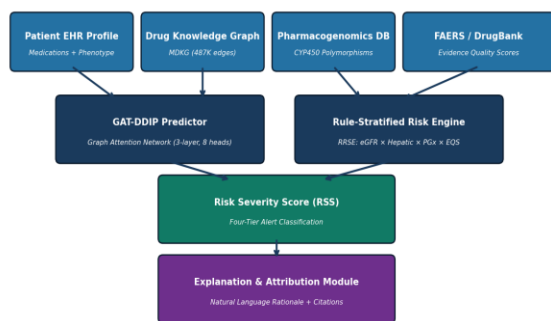 Patient EHR Profile
Medications + Phenotype
Drug Knowledge Graph
MDKG (487K edges)
Pharmacogenomics DB
CYP450 Polymorphisms
FAERS / DrugBank
Evidence Quality Scores
GAT-DDIP Predictor
Graph Attention Network (3-layer, 8 heads)
Rule-Stratified Risk Engine
RRSE: eGFR × Hepatic × PGx × EQS
Risk Severity Score (RSS)
Four-Tier Alert Classification
Explanation & Attribution Module
Natural Language Rationale + Citations